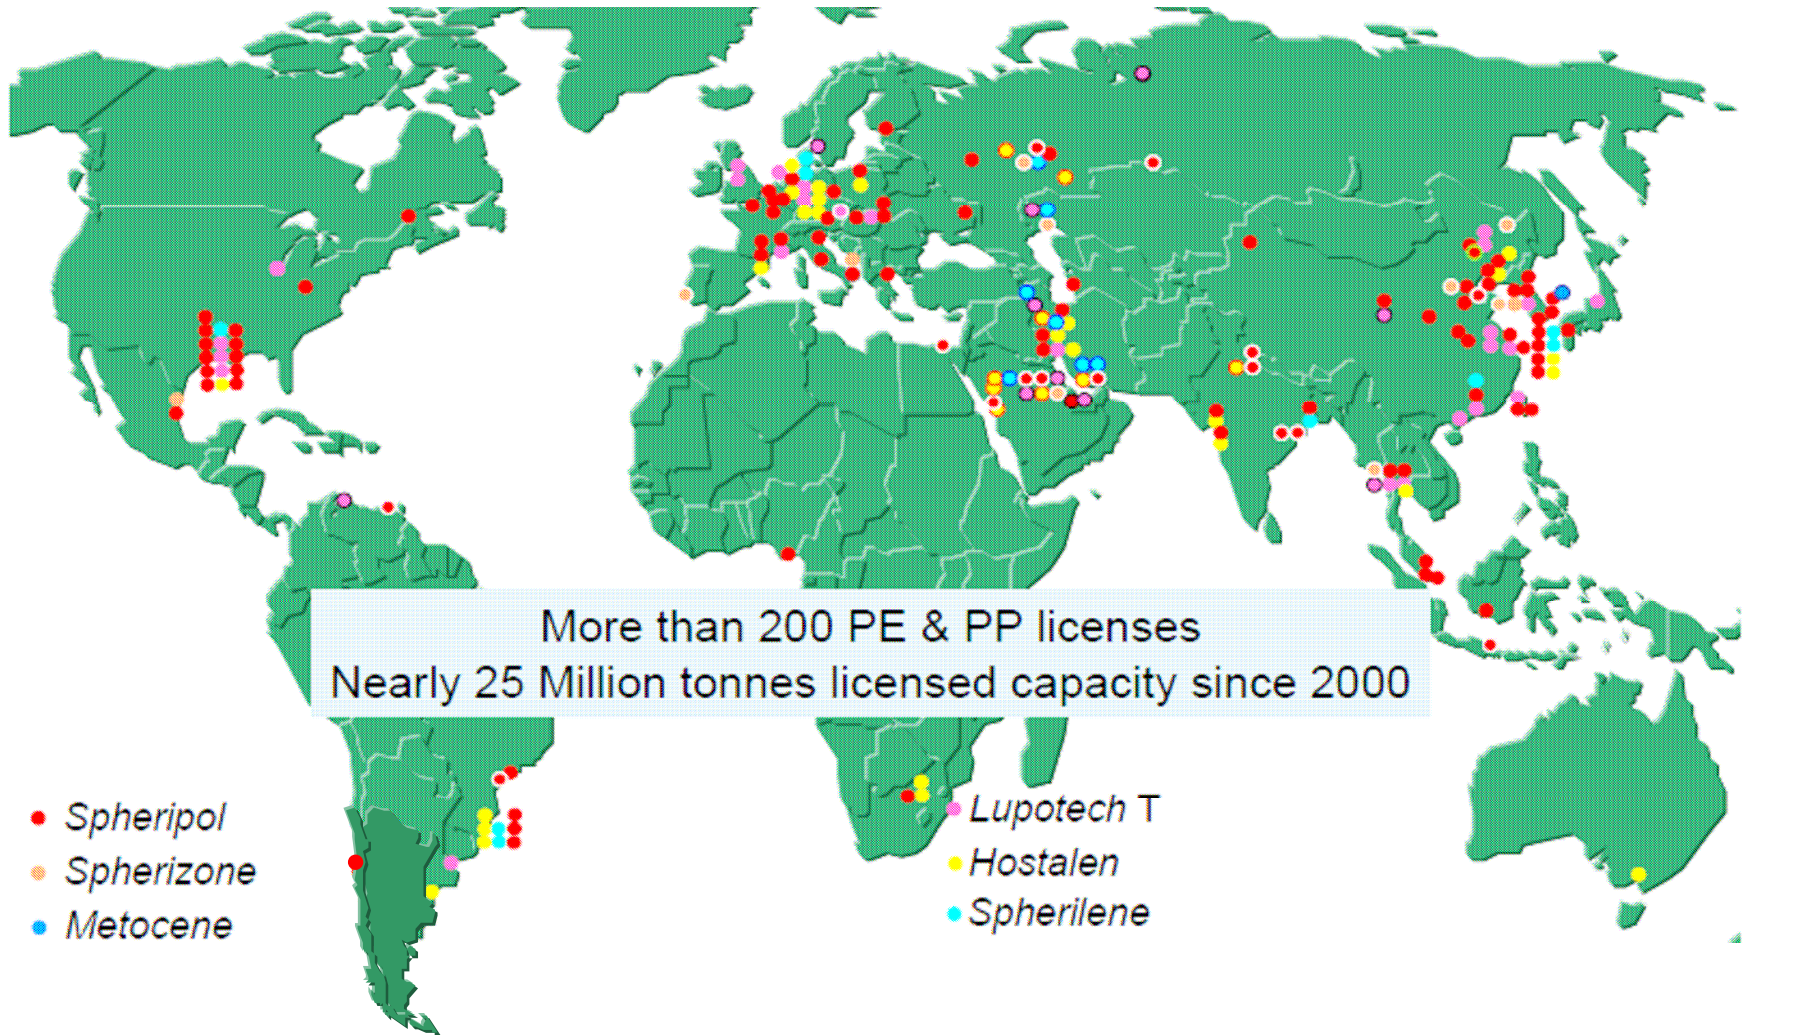 More than 200 PE & PP licenses
Nearly 25 Million tonnes licensed capacity since 2000
Spheripol
Spherizone
Metocene
Lupotech T
Hostalen
Spherilene